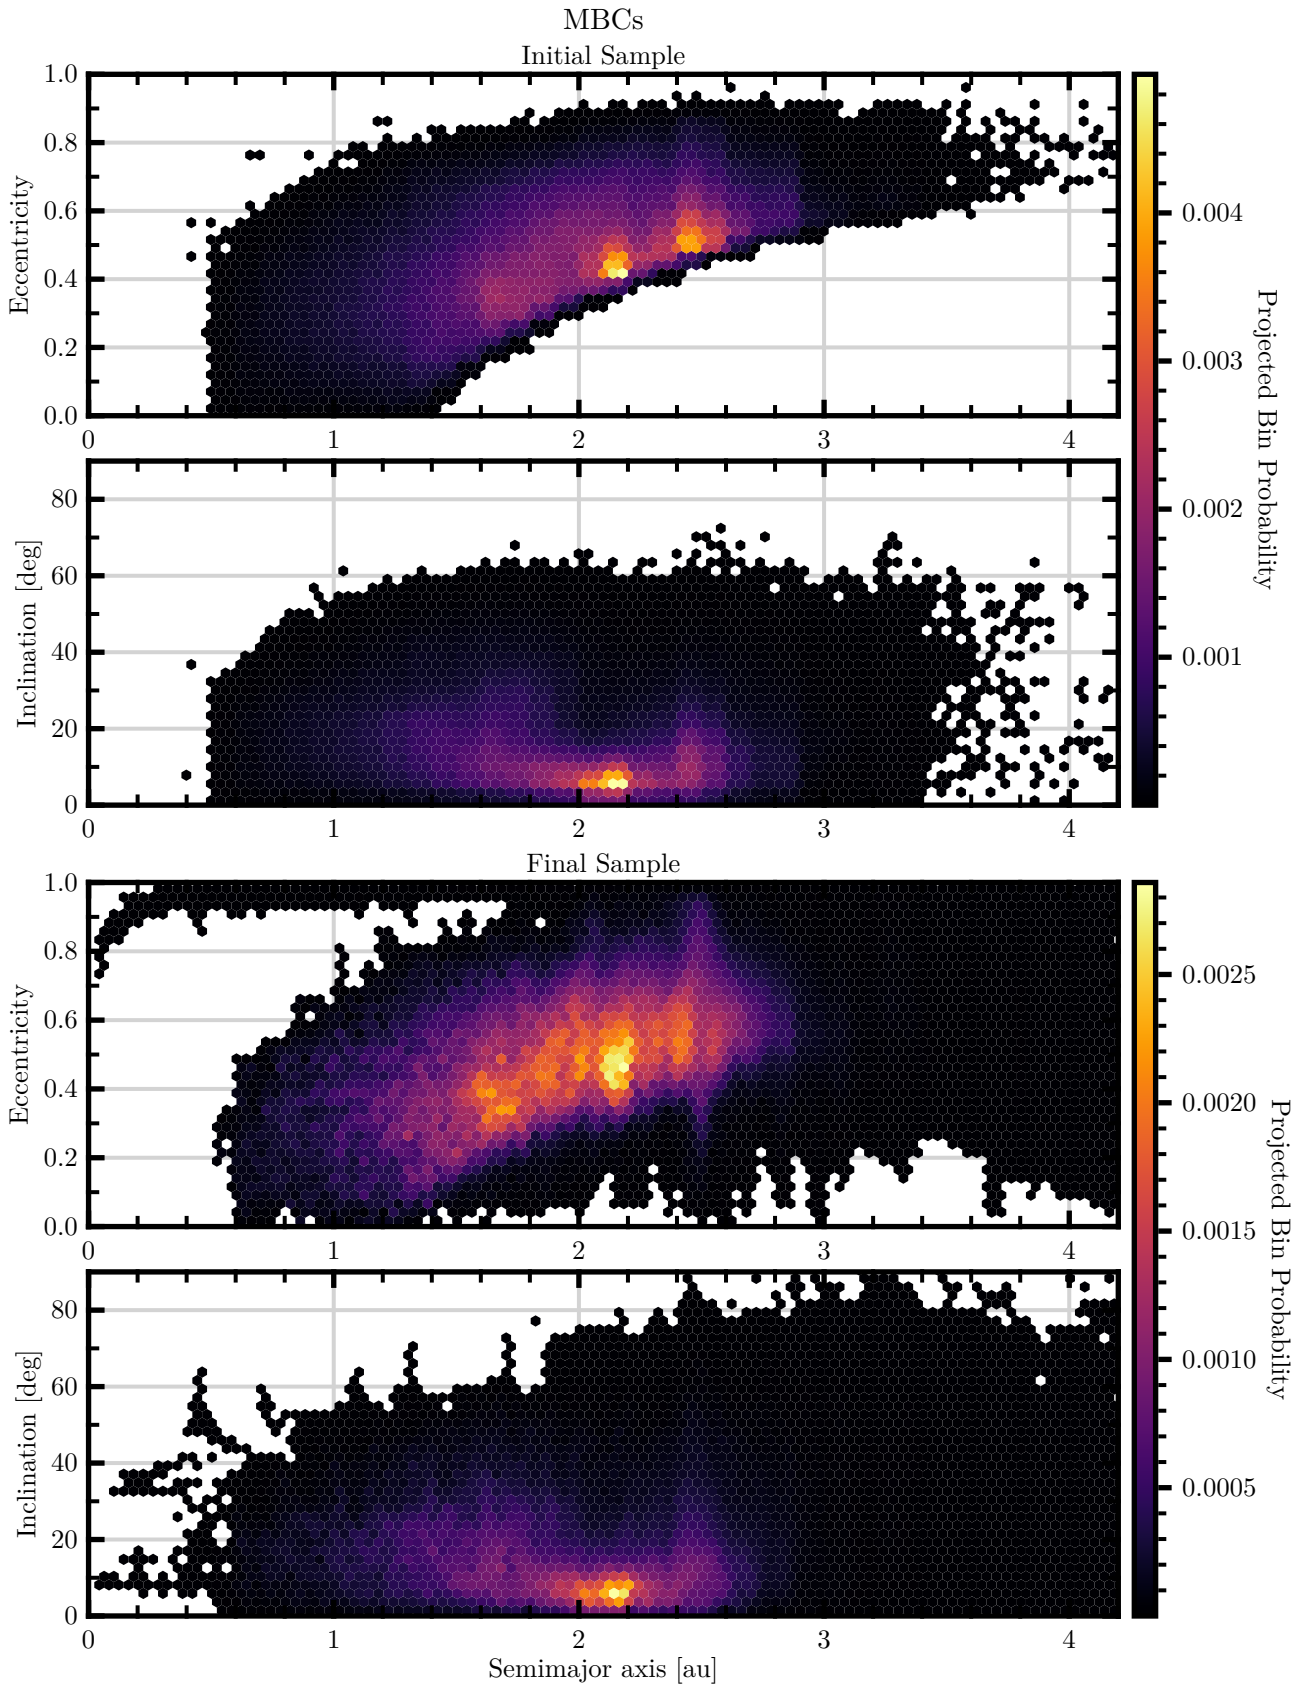 MBCs
Initial Sample
1.0
0.8
0.6
0.4
0.2
0.0
Eccentricity
0 1 2 3 4
80
60
40
20
0
Inclination [deg]
0 1 2 3 4
0.004
0.003
0.002
0.001
Projected Bin Probability
Final Sample
1.0
0.8
0.6
0.4
0.2
0.0
Eccentricity
0 1 2 3 4
80
60
40
20
0
Inclination [deg]
0 1 2 3 4
Semimajor axis [au]
0.0025
0.0020
0.0015
0.0010
0.0005
Projected Bin Probability